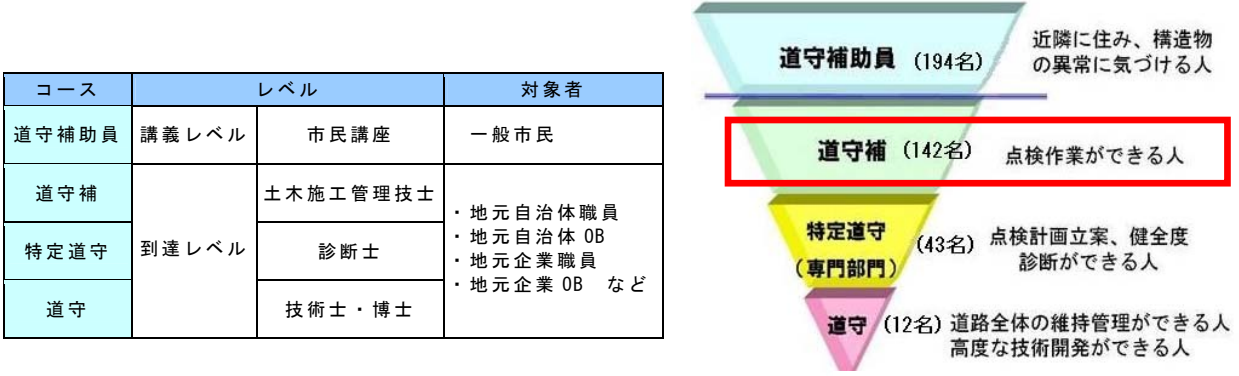 コース レベル 対象者
道守補助員 講義レベル 市民講座 一般市民
道守補 到達レベル 土木施工管理技士
特定道守 診断士
道守 技術士・博士
・地元自治体職員
・地元自治体OB
・地元企業職員
・地元企業OB など
道守補助員 (194名)
近隣に住み、構造物
の異常に気づける人
道守補 (142名) 点検作業ができる人
特定道守
(専門部門)
(43名)
点検計画立案、健全度
診断ができる人
道守 (12名) 道路全体の維持管理ができる人
高度な技術開発ができる人